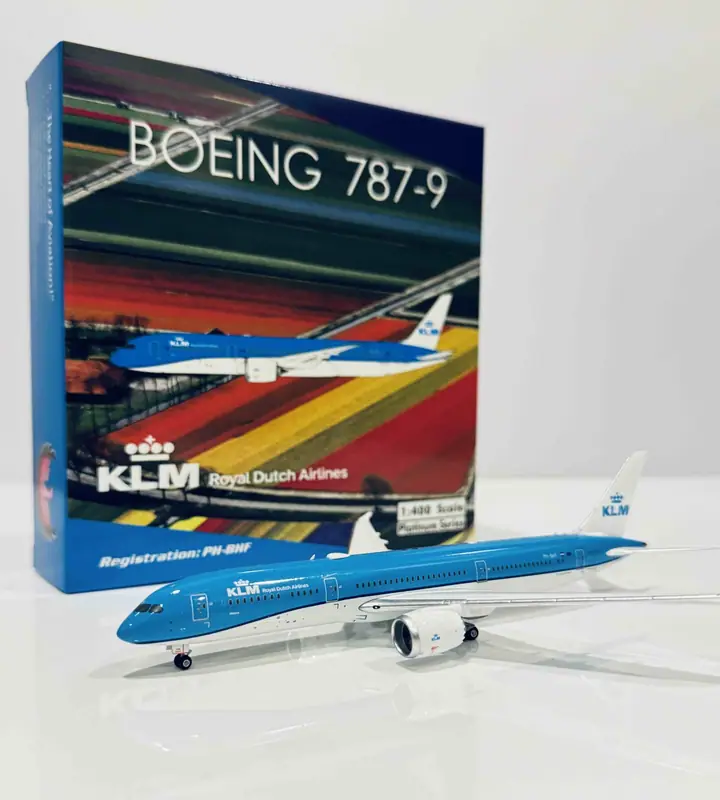 "...The Heart of Aviation!"
BOEING 787-9
KLM
KLM
KLM Royal Dutch Airlines
1:400 Scale
Platinum Series
Registration: PH-BHF
KLM
KLM Royal Dutch Airlines